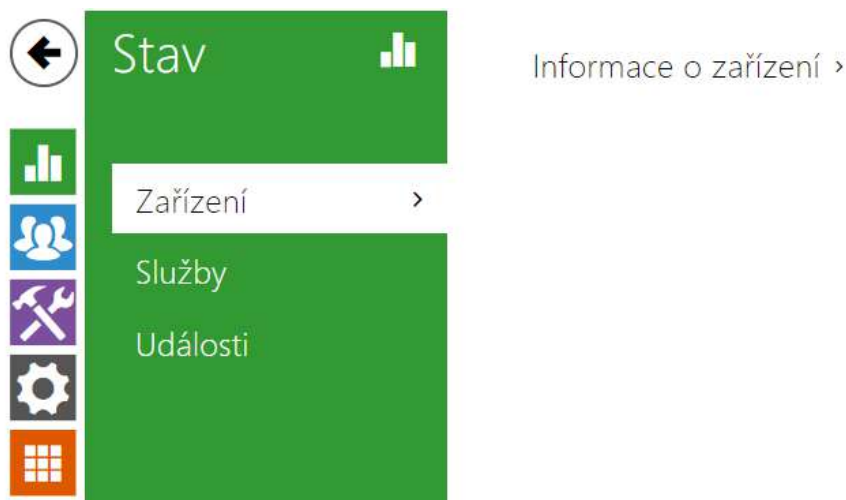 Stav
Informace o zařízení ›
Zařízení ›
Služby
Události